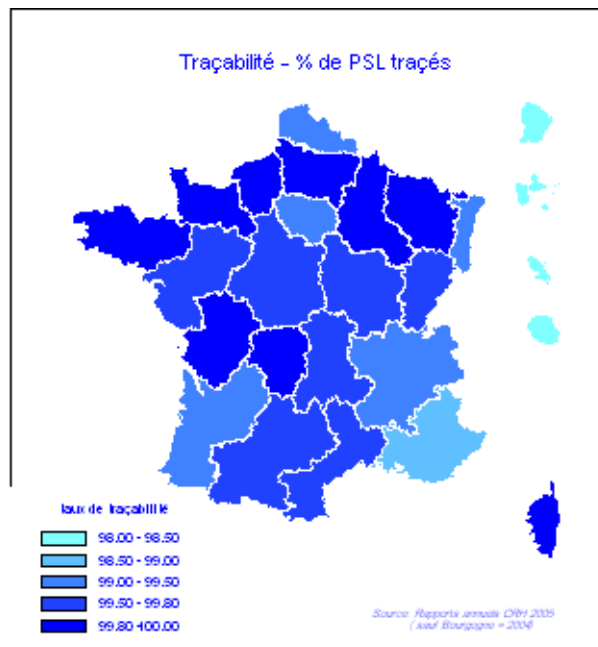 Traçabilité - % de PSL traçés
Taux de traçabilité
98.00 - 98.50
98.50 - 99.00
99.00 - 99.50
99.50 - 99.80
99.80 -100.00
Source: Rapports annuels CRH 2005
( sauf Bourgogne = 2004)